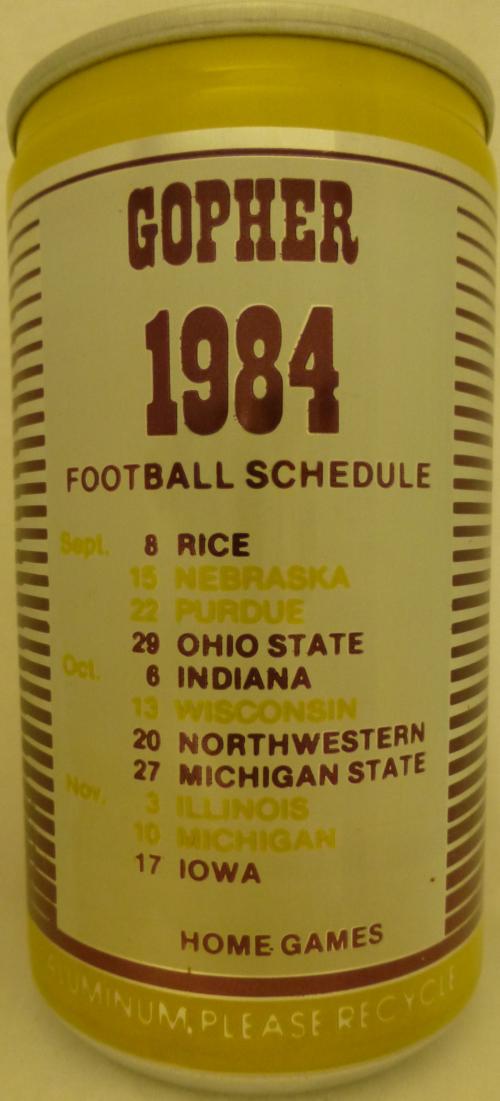 GOPHER
1984
FOOTBALL SCHEDULE
Sept. 8 RICE
15 NEBRASKA
22 PURDUE
29 OHIO STATE
Oct. 6 INDIANA
13 WISCONSIN
20 NORTHWESTERN
27 MICHIGAN STATE
Nov. 3 ILLINOIS
10 MICHIGAN
17 IOWA
HOME GAMES
ALUMINUM, PLEASE RECYCLE